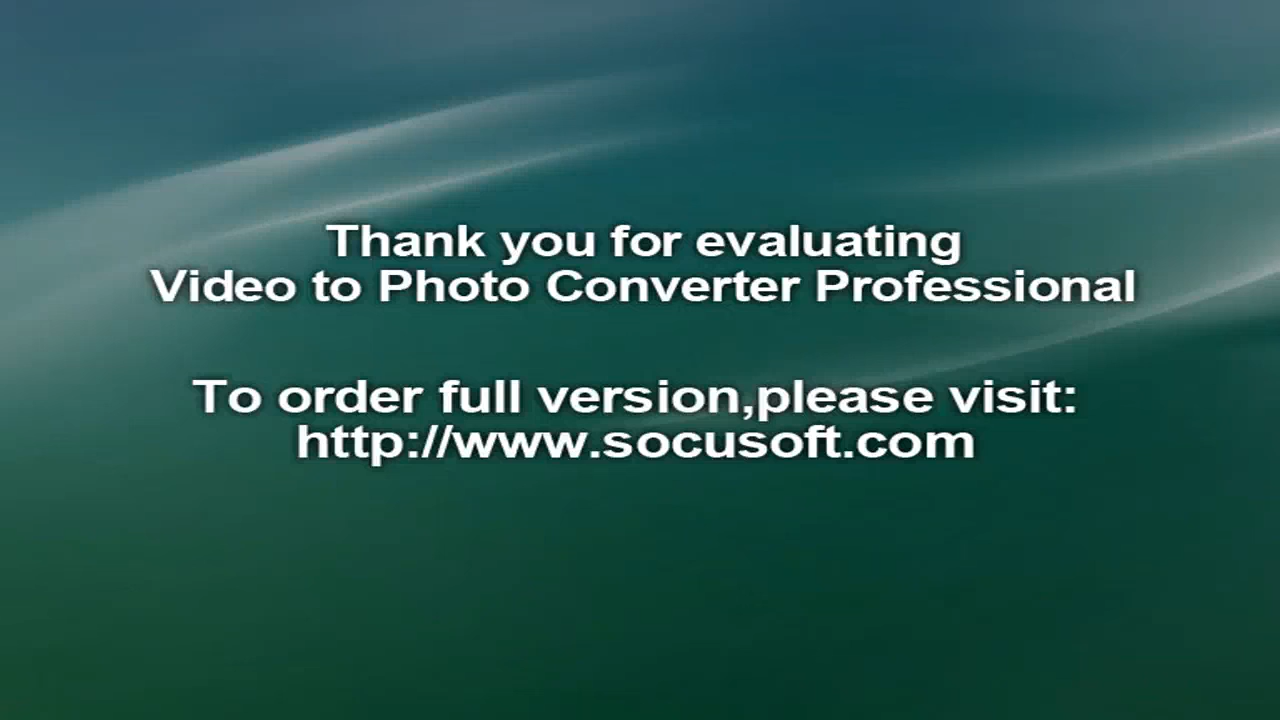 Thank you for evaluating
Video to Photo Converter Professional
To order full version,please visit:
http://www.socusoft.com